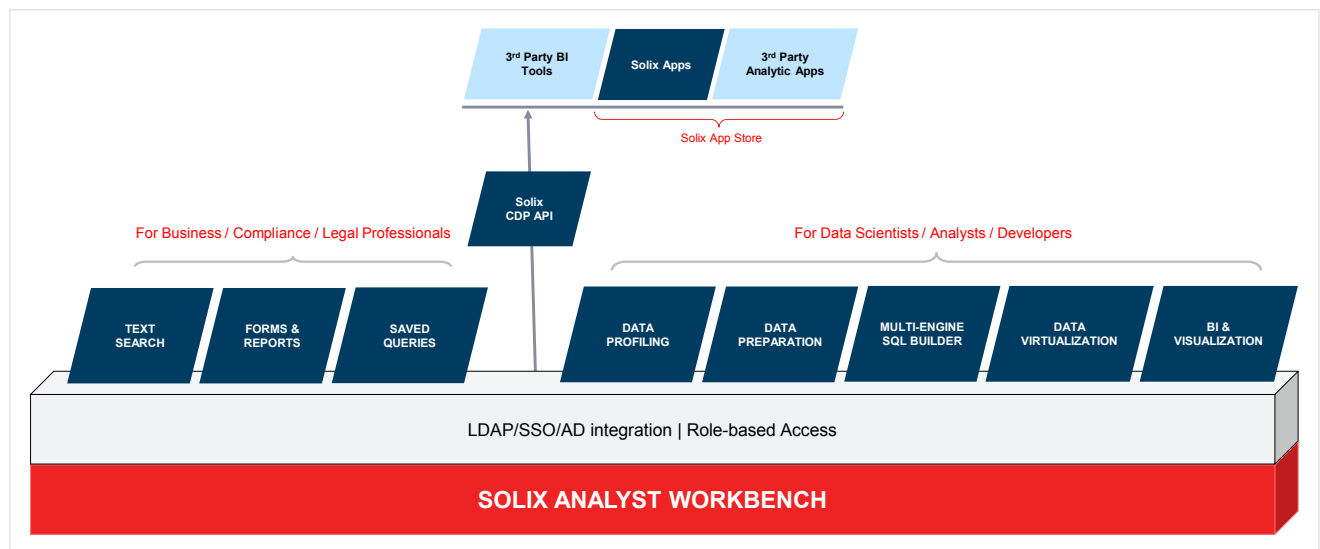 3rd Party BI
Tools
Solix Apps
3rd Party
Analytic Apps
Solix App Store
Solix
CDP API
For Business / Compliance / Legal Professionals
For Data Scientists / Analysts / Developers
TEXT
SEARCH
FORMS &
REPORTS
SAVED
QUERIES
DATA
PROFILING
DATA
PREPARATION
MULTI-ENGINE
SQL BUILDER
DATA
VIRTUALIZATION
BI &
VISUALIZATION
LDAP/SSO/AD integration | Role-based Access
SOLIX ANALYST WORKBENCH